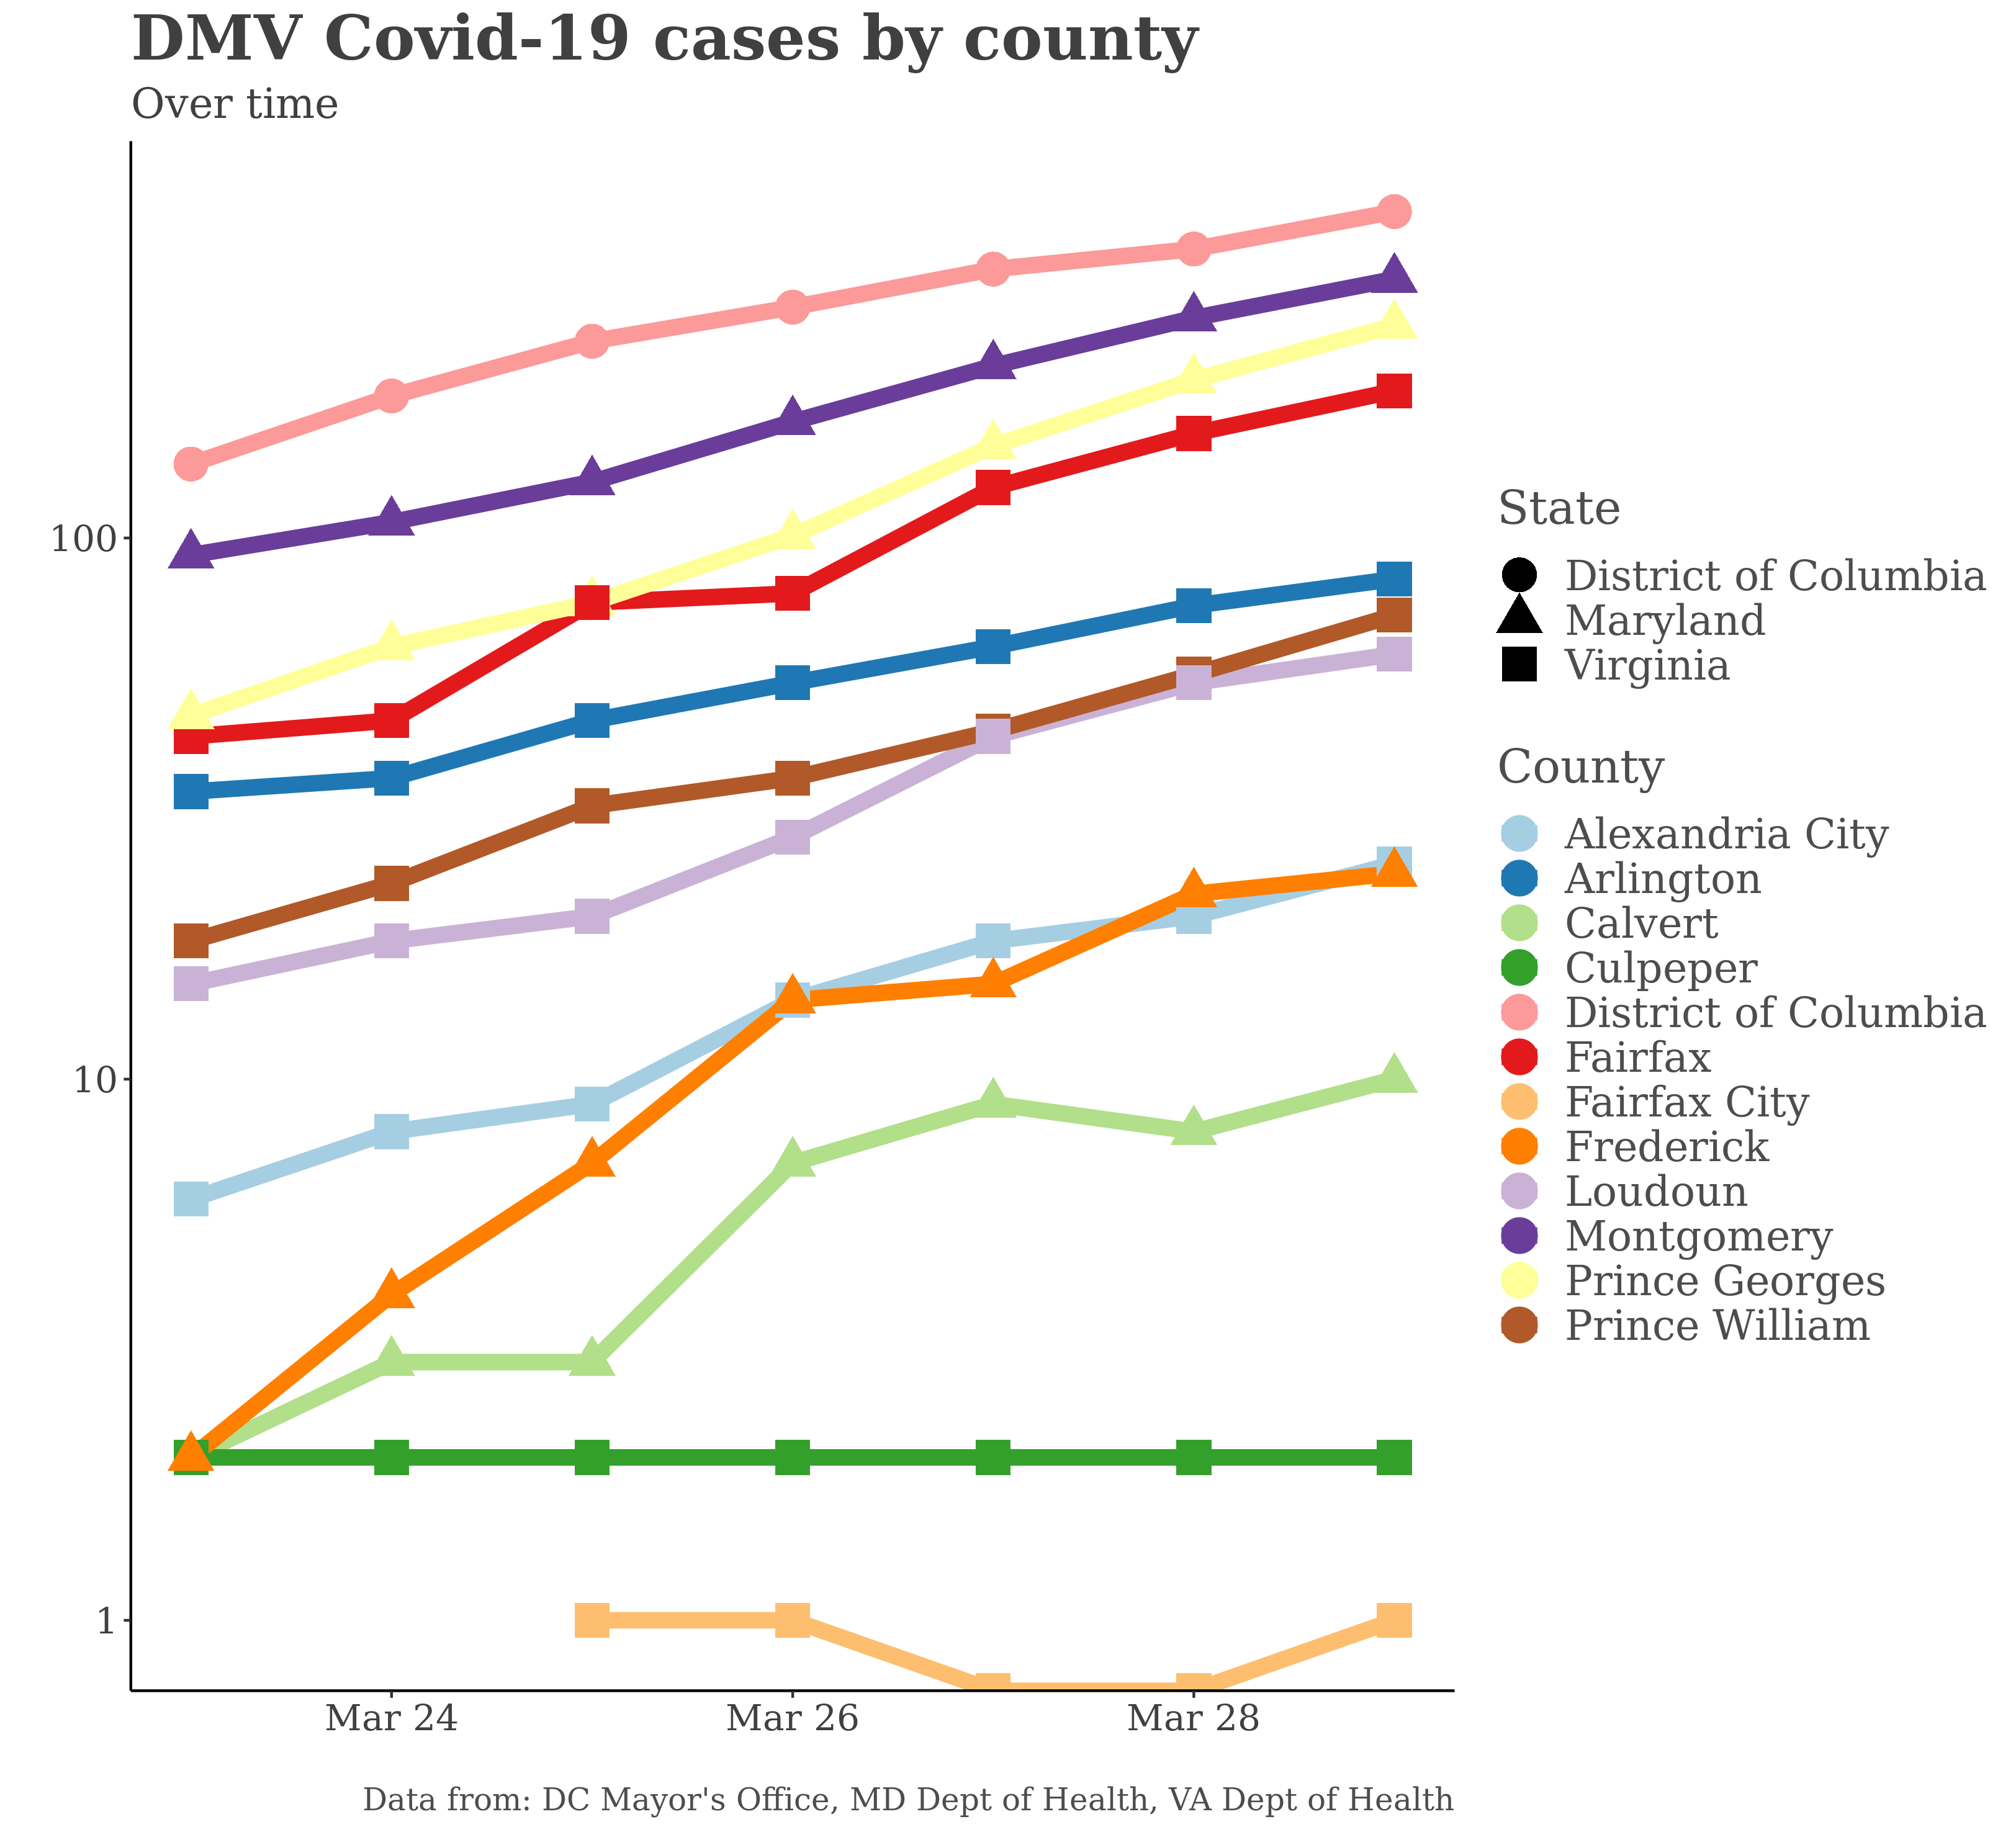 DMV Covid-19 cases by county
Over time
100
10
1
Mar 24
Mar 26
Mar 28
State
District of Columbia
Maryland
Virginia
County
Alexandria City
Arlington
Calvert
Culpeper
District of Columbia
Fairfax
Fairfax City
Frederick
Loudoun
Montgomery
Prince Georges
Prince William
Data from: DC Mayor's Office, MD Dept of Health, VA Dept of Health